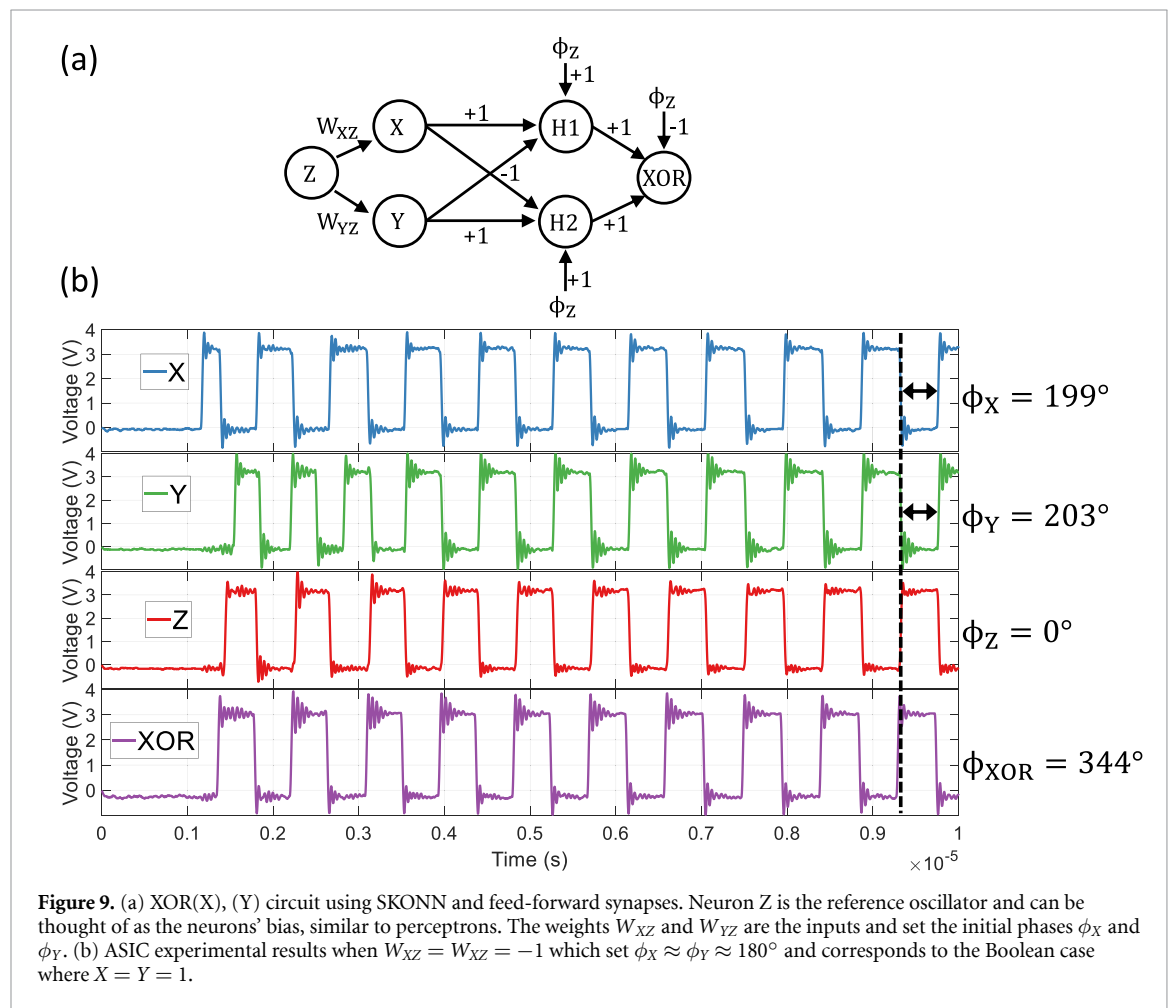 (a)
ϕZ
+1
ϕZ
WXZ
X
+1
H1
+1
-1
Z
-1
XOR
WYZ
Y
+1
H2
+1
+1
ϕZ
(b)
Voltage (V)
4
3
2
1
0
X
ϕX = 199°
Voltage (V)
4
3
2
1
0
Y
ϕY = 203°
Voltage (V)
4
3
2
1
0
Z
ϕZ = 0°
Voltage (V)
4
3
2
1
0
XOR
ϕXOR = 344°
0 0.1 0.2 0.3 0.4 0.5 0.6 0.7 0.8 0.9 1
Time (s)
×10⁻⁵
Figure 9. (a) XOR(X), (Y) circuit using SKONN and feed-forward synapses. Neuron Z is the reference oscillator and can be
thought of as the neurons' bias, similar to perceptrons. The weights WXZ and WYZ are the inputs and set the initial phases ϕX and
ϕY. (b) ASIC experimental results when WXZ = WXZ = −1 which set ϕX ≈ ϕY ≈ 180° and corresponds to the Boolean case
where X = Y = 1.